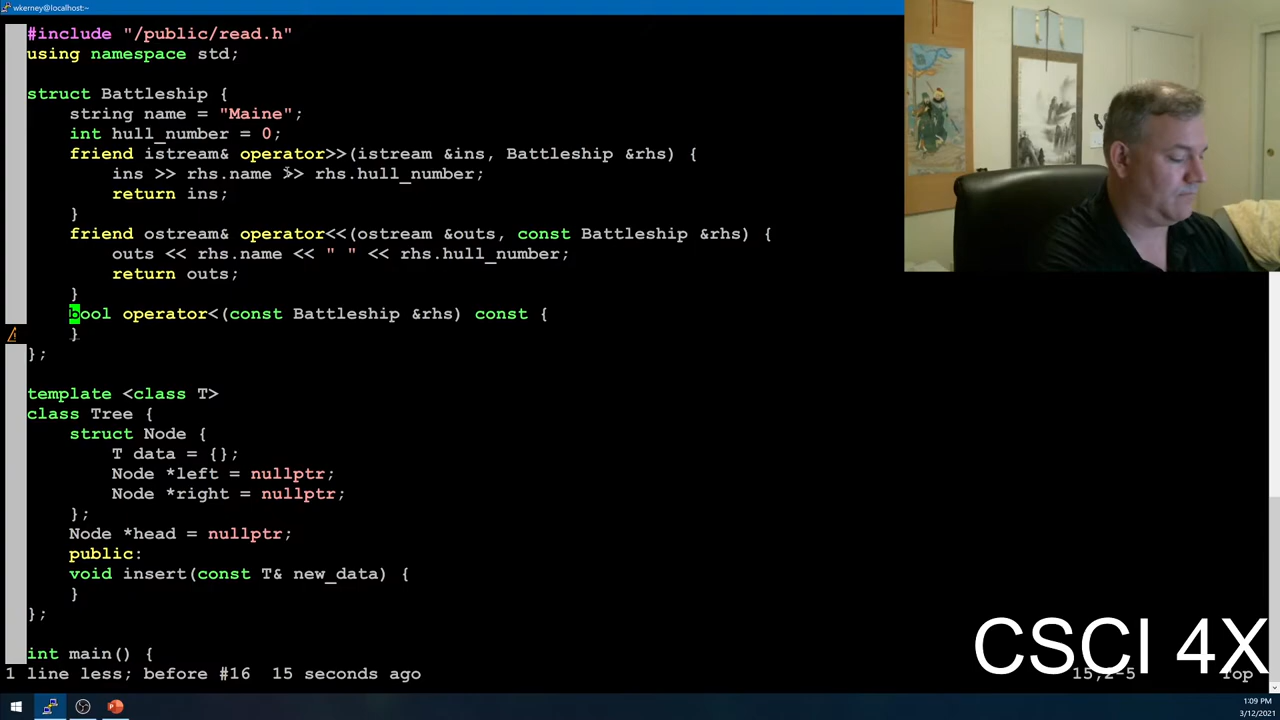 wkerney@localhost:~
#include "/public/read.h"
using namespace std;
struct Battleship {
string name = "Maine";
int hull_number = 0;
friend istream& operator>>(istream &ins, Battleship &rhs) {
ins >> rhs.name >> rhs.hull_number;
return ins;
}
friend ostream& operator<<(ostream &outs, const Battleship &rhs) {
outs << rhs.name << " " << rhs.hull_number;
return outs;
}
bool operator<(const Battleship &rhs) const {
}
};
template <class T>
class Tree {
struct Node {
T data = {};
Node *left = nullptr;
Node *right = nullptr;
};
Node *head = nullptr;
public:
void insert(const T& new_data) {
}
};
int main() {
1 line less; before #16  15 seconds ago
15,2-5
Top
CSCI 4X
1:09 PM
3/12/2021